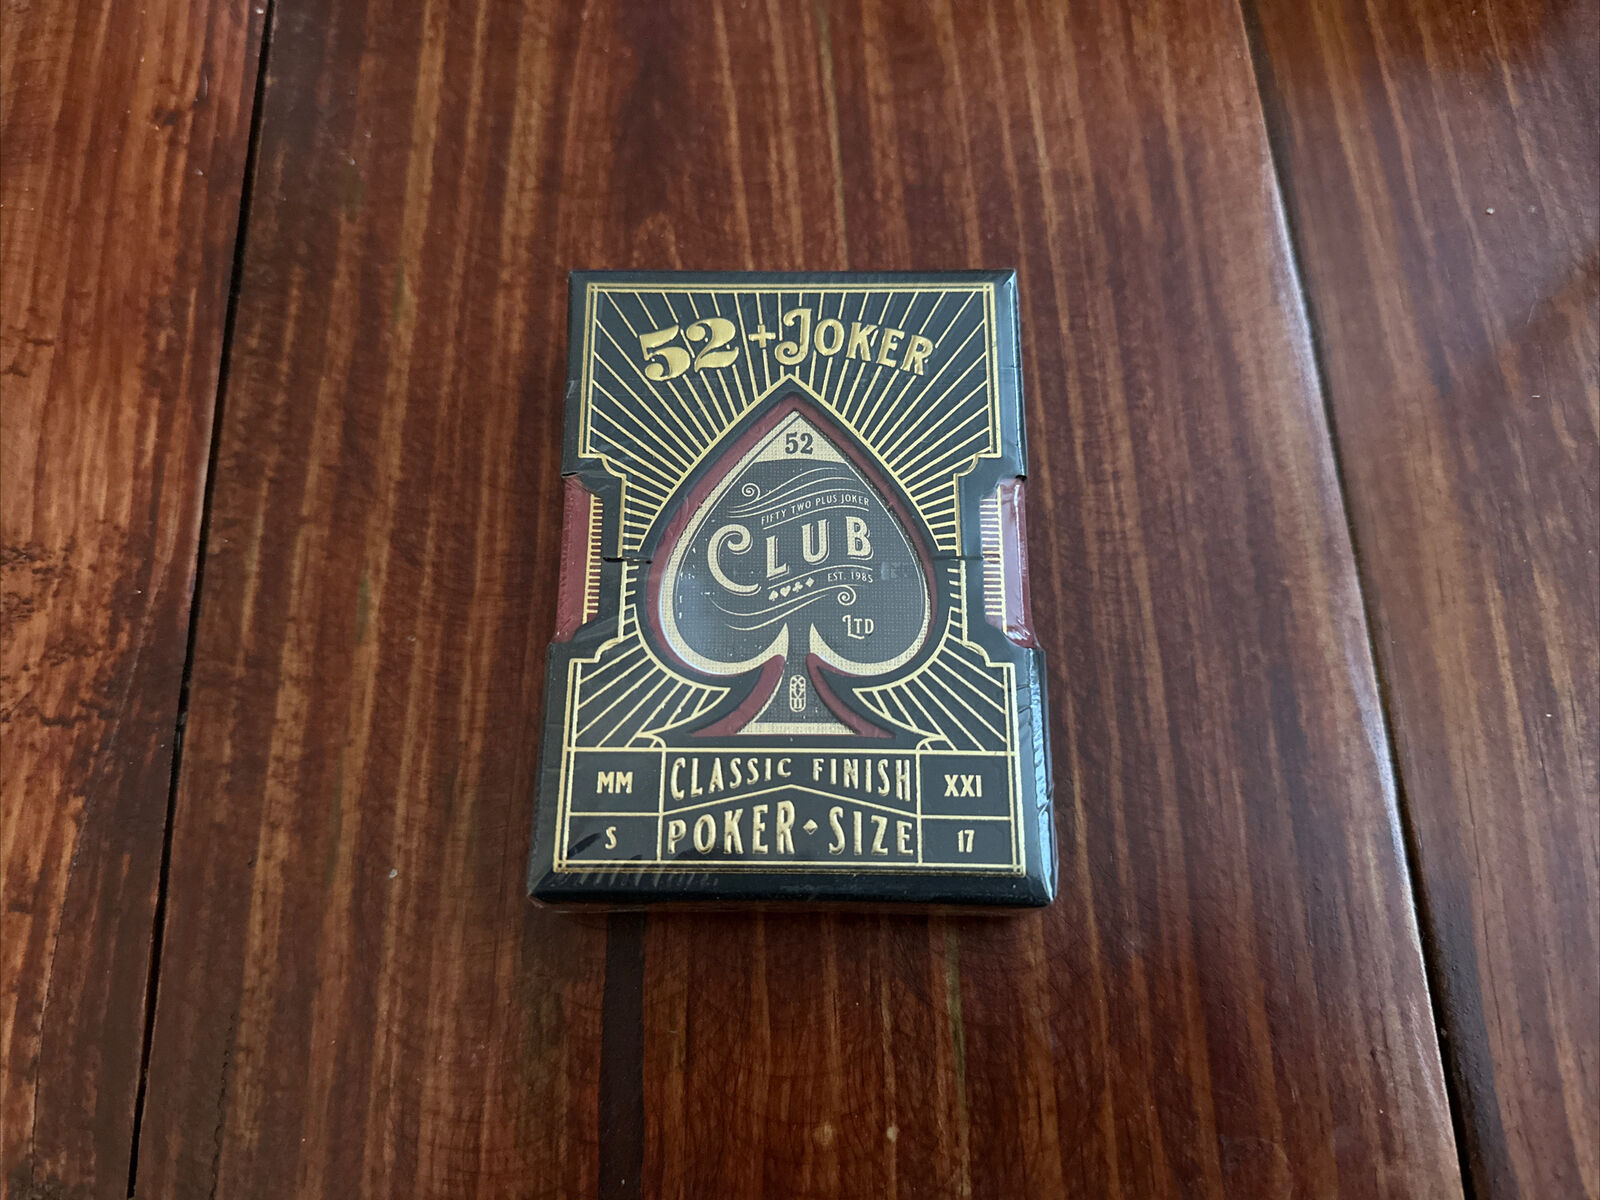 52 + JOKER
52
FIFTY TWO PLUS JOKER
CLUB
EST. 1985
LTD
MM
CLASSIC FINISH
XXI
S
POKER SIZE
17